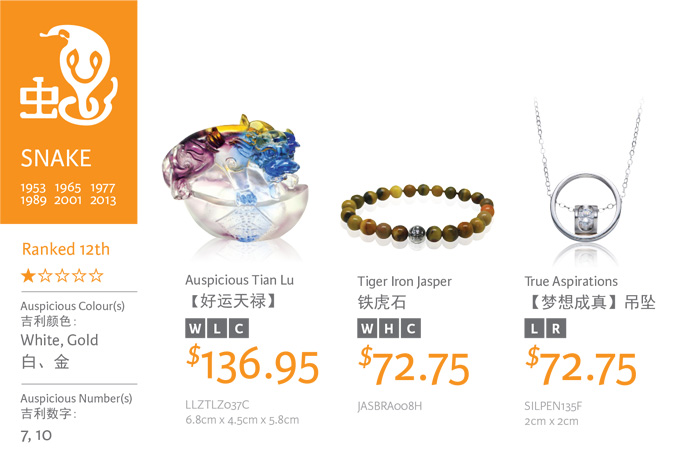 虫
SNAKE
1953 1965 1977
1989 2001 2013
Ranked 12th
Auspicious Colour(s)
吉利颜色:
White, Gold
白、金
Auspicious Number(s)
吉利数字:
7, 10
Auspicious Tian Lu
【好运天禄】
W L C
$136.95
LLZTLZ037C
6.8cm x 4.5cm x 5.8cm
Tiger Iron Jasper
铁虎石
W H C
$72.75
JASBRA008H
True Aspirations
【梦想成真】吊坠
L R
$72.75
SILPEN135F
2cm x 2cm